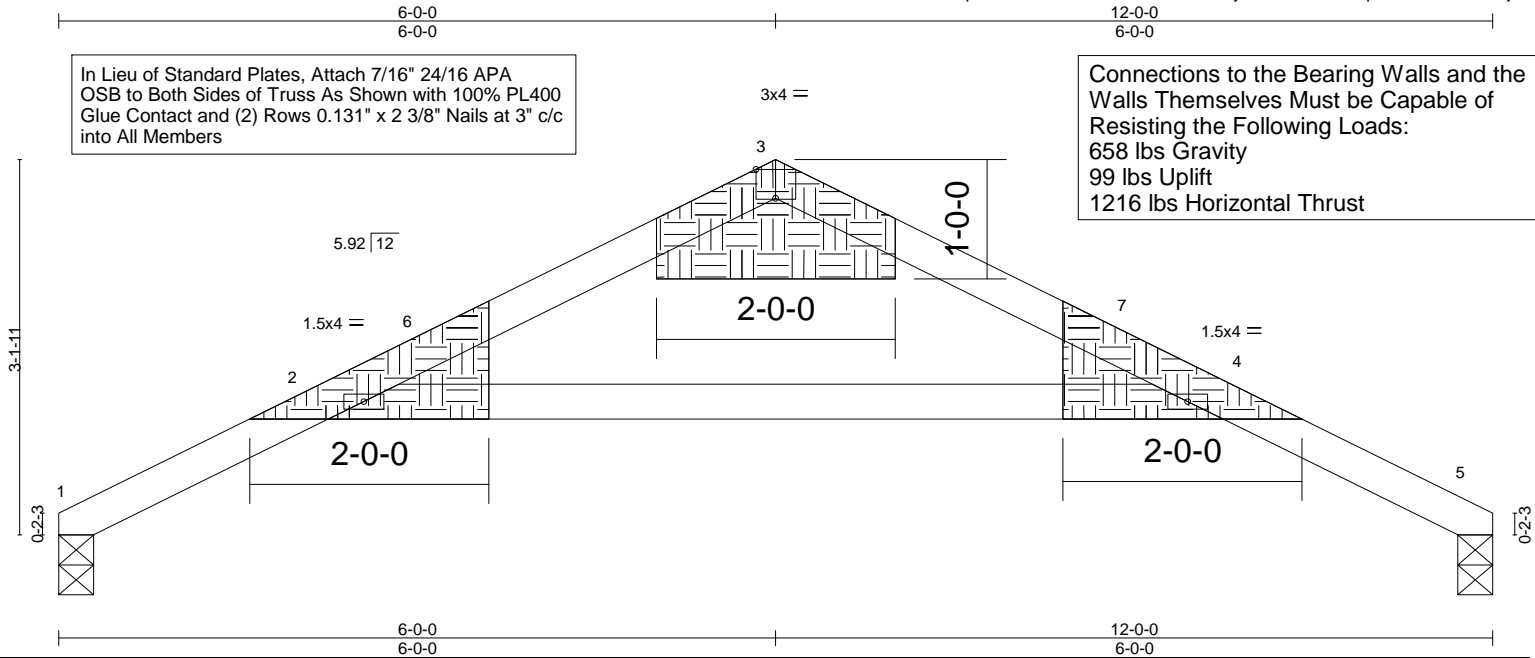 6-0-0
6-0-0
12-0-0
6-0-0
In Lieu of Standard Plates, Attach 7/16" 24/16 APA
OSB to Both Sides of Truss As Shown with 100% PL400
Glue Contact and (2) Rows 0.131" x 2 3/8" Nails at 3" c/c
into All Members
Connections to the Bearing Walls and the
Walls Themselves Must be Capable of
Resisting the Following Loads:
658 lbs Gravity
99 lbs Uplift
1216 lbs Horizontal Thrust
3x4 =
3
1-0-0
5.92 12
2-0-0
1.5x4 =
6
7
1.5x4 =
3-1-11
2
4
2-0-0
2-0-0
1
5
0-2-3
0-2-3
6-0-0
6-0-0
12-0-0
6-0-0